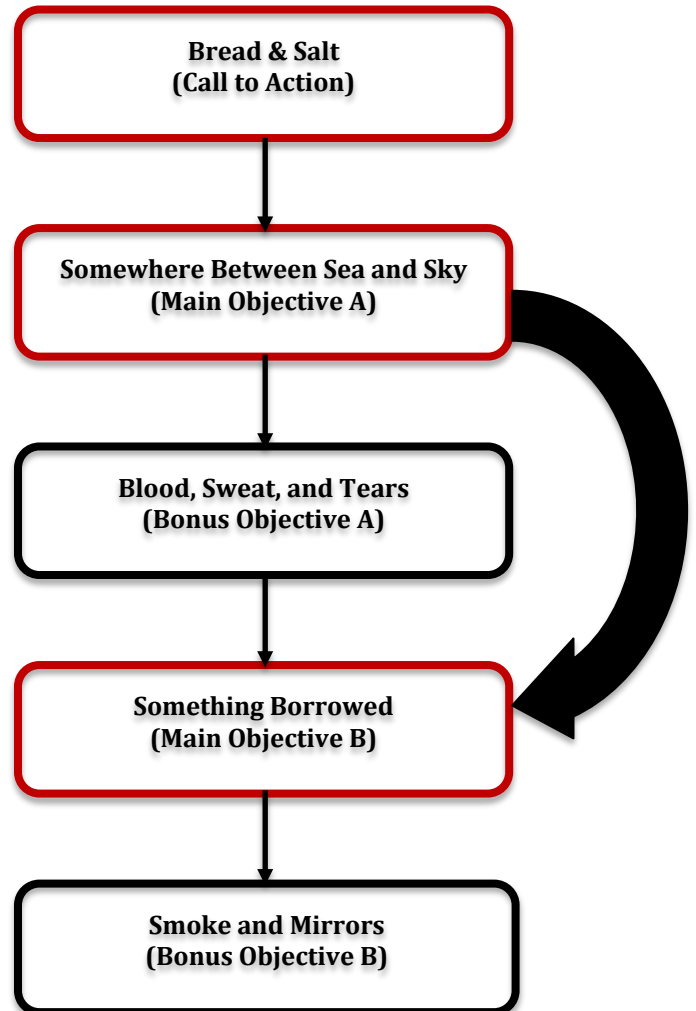 Bread & Salt
(Call to Action)
Somewhere Between Sea and Sky
(Main Objective A)
Blood, Sweat, and Tears
(Bonus Objective A)
Something Borrowed
(Main Objective B)
Smoke and Mirrors
(Bonus Objective B)